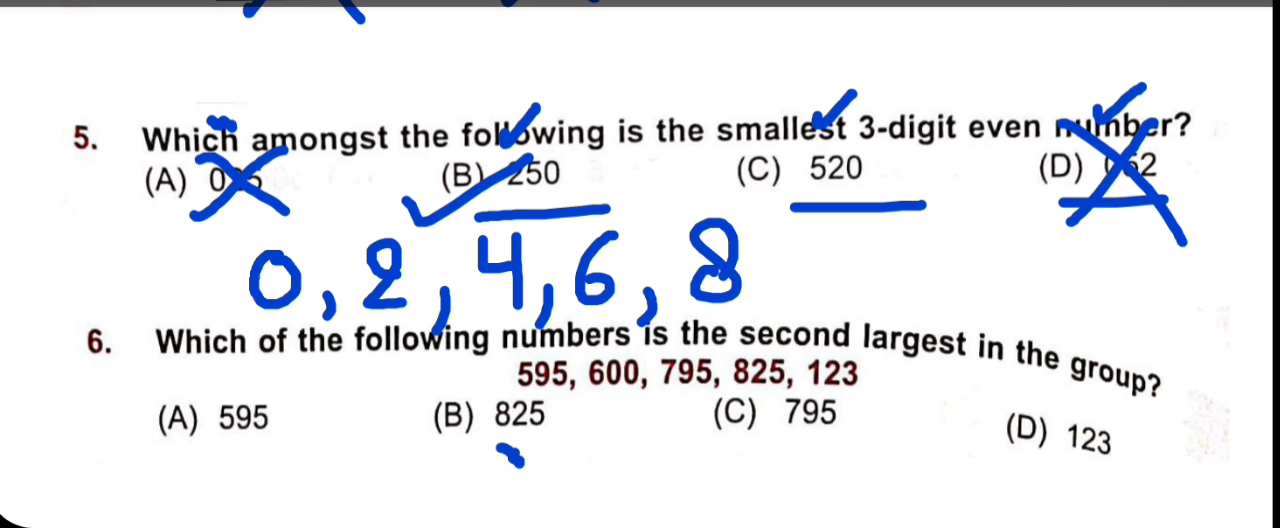 5. Which amongst the following is the smallest 3-digit even number?
(A) (B) 250 (C) 520 (D)
0, 2, 4, 6, 8
6. Which of the following numbers is the second largest in the group?
595, 600, 795, 825, 123
(A) 595 (B) 825 (C) 795 (D) 123